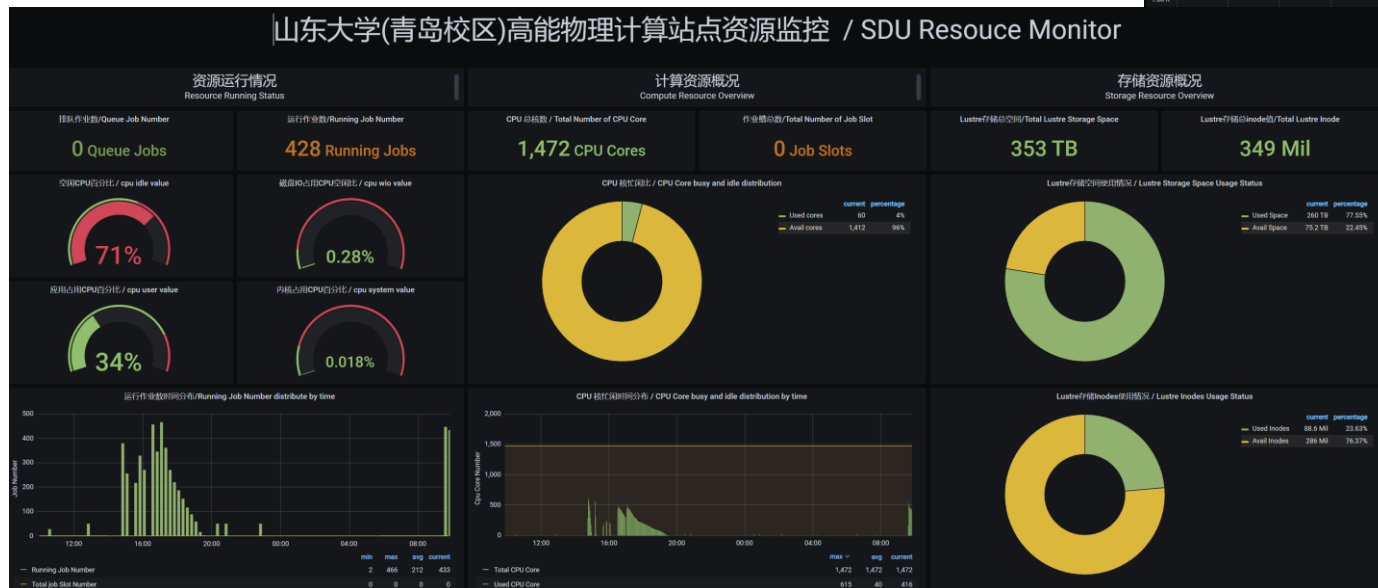 山东大学(青岛校区)高能物理计算站点资源监控 / SDU Resouce Monitor
资源运行情况
Resource Running Status
计算资源概况
Compute Resource Overview
存储资源概况
Storage Resource Overview
排队作业数/Queue Job Number
0 Queue Jobs
运行作业数/Running Job Number
428 Running Jobs
CPU 总核数 / Total Number of CPU Core
1,472 CPU Cores
作业槽总数/Total Number of Job Slot
0 Job Slots
Lustre存储总空间/Total Lustre Storage Space
353 TB
Lustre存储总inode值/Total Lustre Inode
349 Mil
空闲CPU百分比 / cpu idle value
71%
磁盘IO占用CPU空闲比 / cpu wio value
0.28%
应用占用CPU百分比 / cpu user value
34%
内核占用CPU百分比 / cpu system value
0.018%
CPU 核忙闲比 / CPU Core busy and idle distribution
current percentage
Used cores 60 4%
Avail cores 1,412 96%
Lustre存储空间使用情况 / Lustre Storage Space Usage Status
current percentage
Used Space 260 TB 77.55%
Avail Space 75.2 TB 22.45%
运行作业数时间分布/Running Job Number distribute by time
Job Number
500
400
300
200
100
0
12:00 16:00 20:00 00:00 04:00 08:00
min max avg current
Running Job Number 2 466 212 433
Total job Slot Number 0 0 0 0
CPU 核忙闲时间分布 / CPU Core busy and idle distribution by time
Cpu Core Number
2,000
1,500
1,000
500
0
12:00 16:00 20:00 00:00 04:00 08:00
max avg current
Total CPU Core 1,472 1,472 1,472
Used CPU Core 615 40 416
Lustre存储Inodes使用情况 / Lustre Inodes Usage Status
current percentage
Used Inodes 88.6 Mil 23.63%
Avail Inodes 286 Mil 76.37%